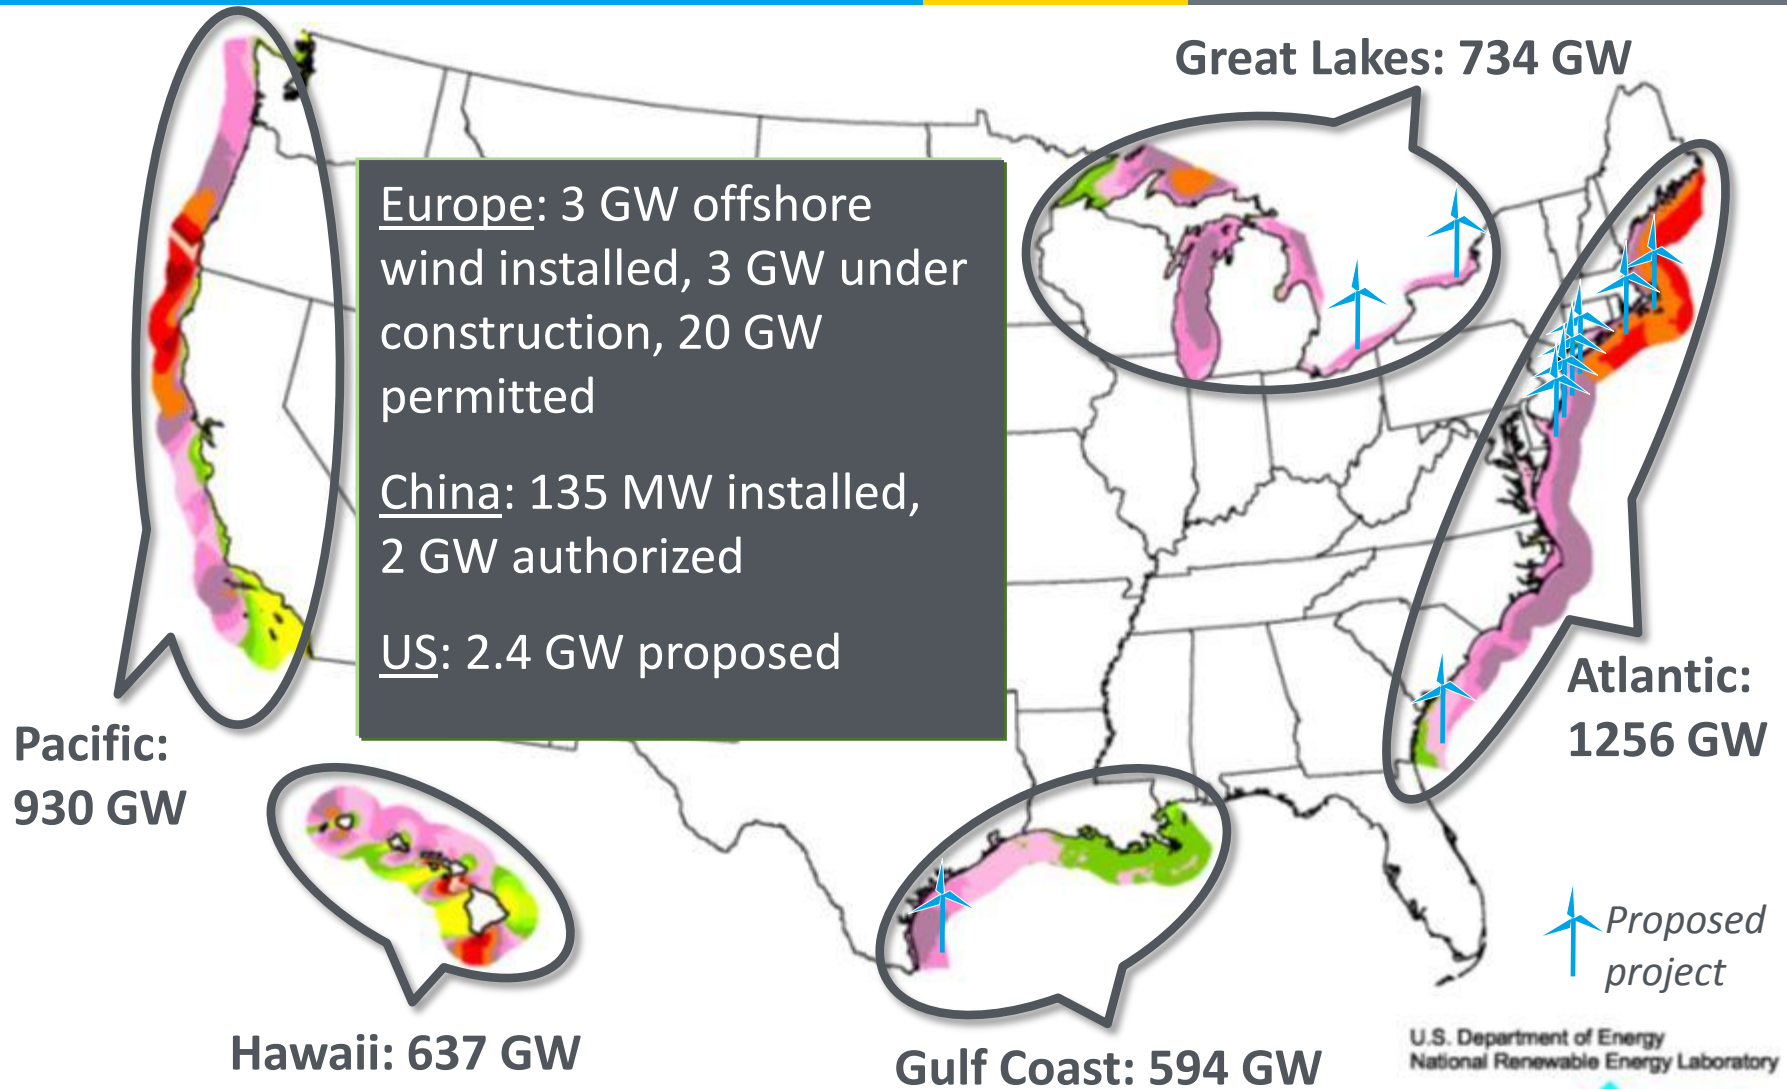 Great Lakes: 734 GW
Europe: 3 GW offshore
wind installed, 3 GW under
construction, 20 GW
permitted
China: 135 MW installed,
2 GW authorized
US: 2.4 GW proposed
Pacific:
930 GW
Atlantic:
1256 GW
Hawaii: 637 GW
Gulf Coast: 594 GW
Proposed
project
U.S. Department of Energy
National Renewable Energy Laboratory